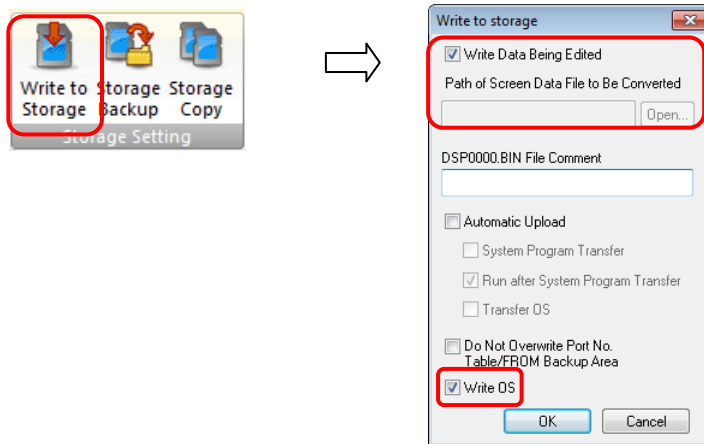 Write to Storage Storage
Storage Backup Copy
Storage Setting
Write to storage
Write Data Being Edited
Path of Screen Data File to Be Converted
Open...
DSP0000.BIN File Comment
Automatic Upload
System Program Transfer
Run after System Program Transfer
Transfer OS
Do Not Overwrite Port No.
Table/FROM Backup Area
Write OS
OK Cancel